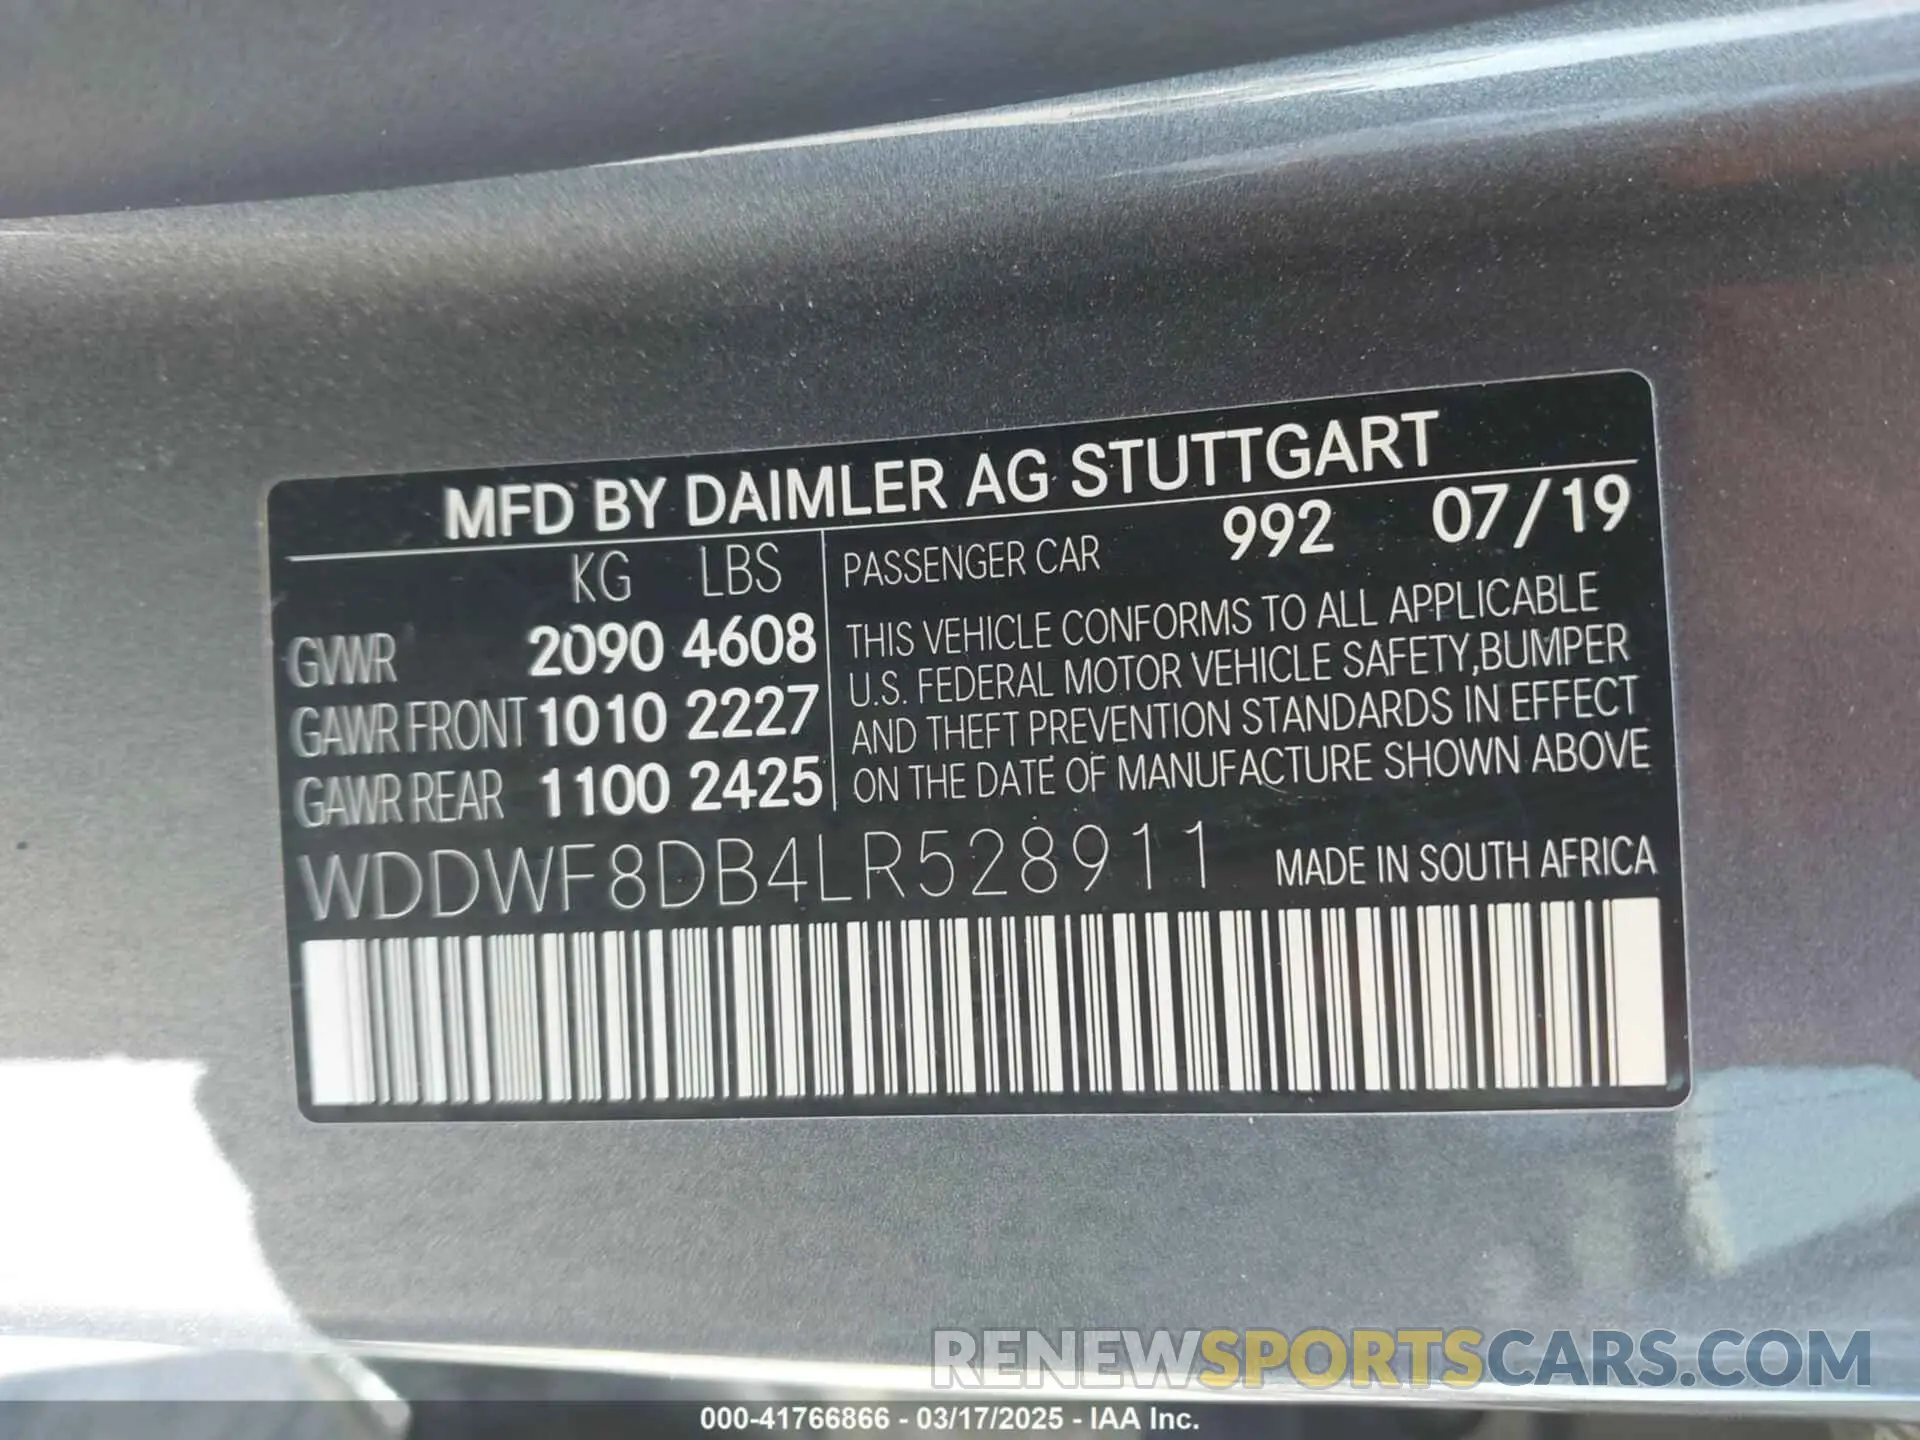 MFD BY DAIMLER AG STUTTGART
KG LBS
GVWR 2090 4608
GAWR FRONT 1010 2227
GAWR REAR 1100 2425
PASSENGER CAR 992 07/19
THIS VEHICLE CONFORMS TO ALL APPLICABLE
U.S. FEDERAL MOTOR VEHICLE SAFETY,BUMPER
AND THEFT PREVENTION STANDARDS IN EFFECT
ON THE DATE OF MANUFACTURE SHOWN ABOVE
WDDWF8DB4LR528911 MADE IN SOUTH AFRICA
RENEWSPORTSCARS.COM
000-41766866 - 03/17/2025 - IAA Inc.